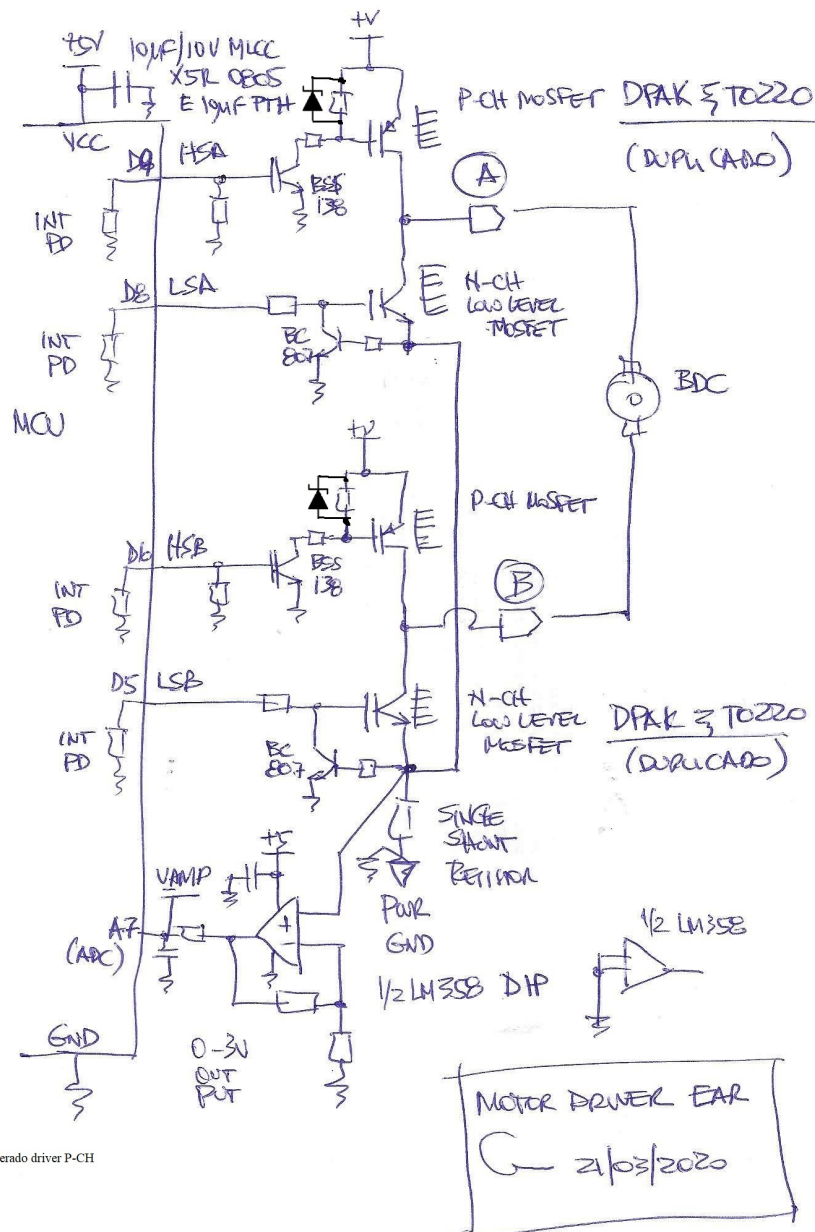 +5V
10µF/10V MLCC
X5R 0805
E 10µF PTH
+V
P-CH MOSFET
DPAK & TO220
(DUPLICADO)
VCC
D9
HSA
BSS
138
INT
PD
A
D8
LSA
N-CH
LOW LEVEL
MOSFET
BC
807
INT
PD
BDC
MCU
+V
P-CH MOSFET
D6
HSB
BSS
138
INT
PD
B
D5
LSB
N-CH
LOW LEVEL
MOSFET
DPAK & TO220
(DUPLICADO)
BC
807
INT
PD
SINGLE
SHUNT
RESISTOR
+5
VAMP
A7
(ADC)
+
-
PWR
GND
1/2 LM358 DIP
1/2 LM358
GND
0-3V
OUT
PUT
MOTOR DRIVER EAR
21/03/2020
erado driver P-CH